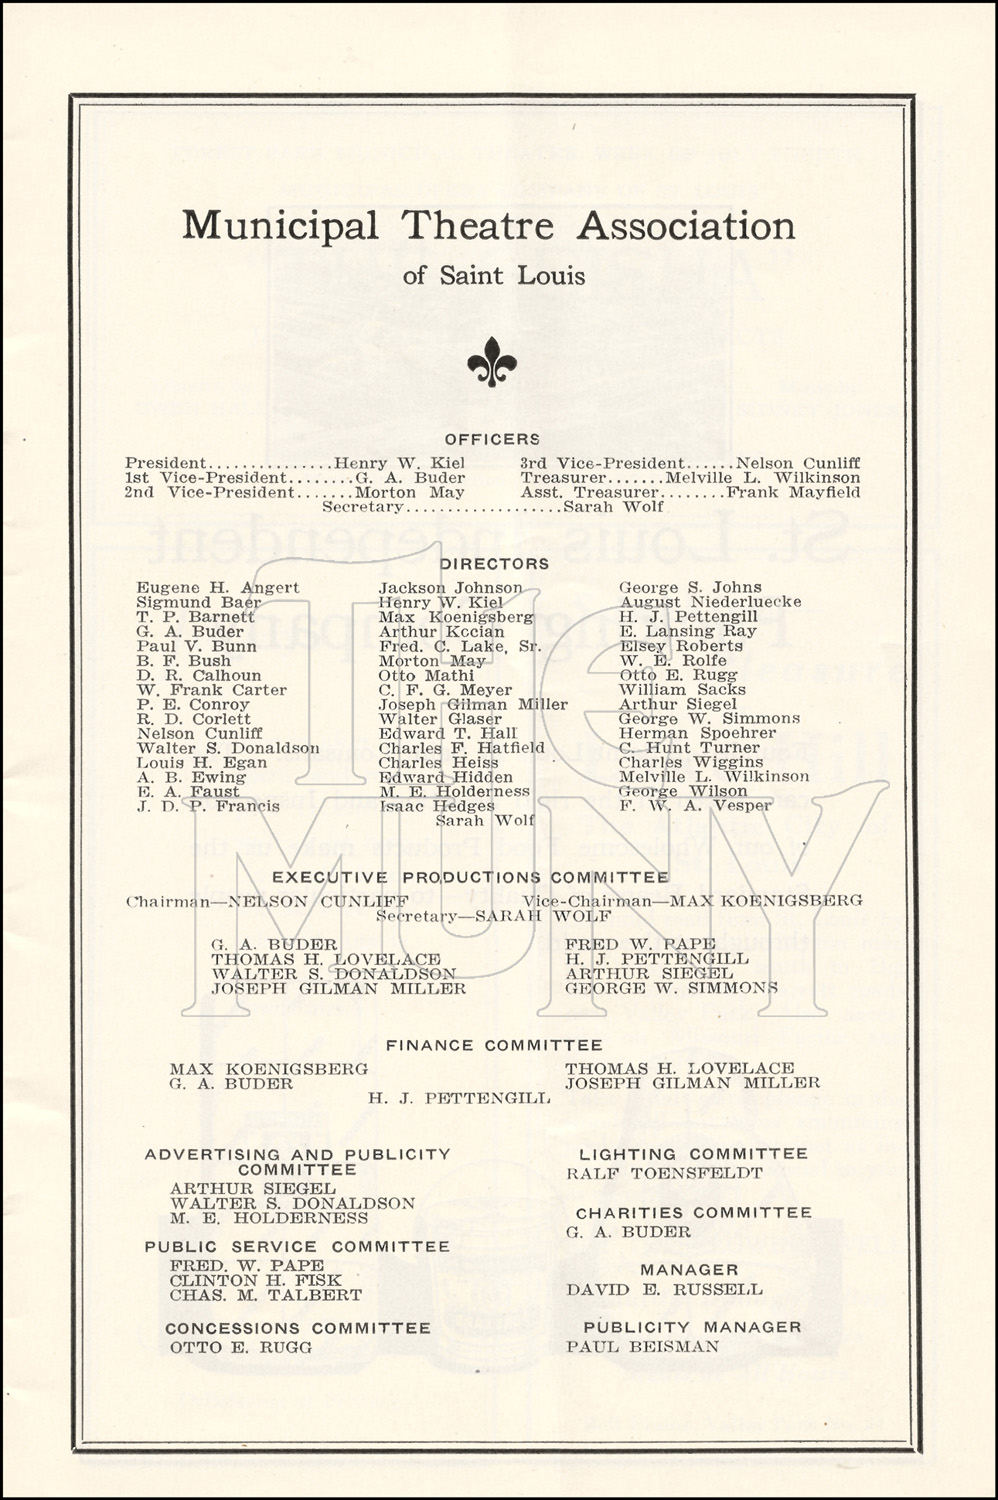 Municipal Theatre Association
of Saint Louis
OFFICERS
President...............Henry W. Kiel
1st Vice-President........G. A. Buder
2nd Vice-President.......Morton May
3rd Vice-President......Nelson Cunliff
Treasurer.......Melville L. Wilkinson
Asst. Treasurer........Frank Mayfield
Secretary...................Sarah Wolf
DIRECTORS
Eugene H. Angert
Sigmund Baer
T. P. Barnett
G. A. Buder
Paul V. Bunn
B. F. Bush
D. R. Calhoun
W. Frank Carter
P. E. Conroy
R. D. Corlett
Nelson Cunliff
Walter S. Donaldson
Louis H. Egan
A. B. Ewing
E. A. Faust
J. D. P. Francis
Jackson Johnson
Henry W. Kiel
Max Koenigsberg
Arthur Kccian
Fred. C. Lake, Sr.
Morton May
Otto Mathi
C. F. G. Meyer
Joseph Gilman Miller
Walter Glaser
Edward T. Hall
Charles F. Hatfield
Charles Heiss
Edward Hidden
M. E. Holderness
Isaac Hedges
George S. Johns
August Niederluecke
H. J. Pettengill
E. Lansing Ray
Elsey Roberts
W. E. Rolfe
Otto E. Rugg
William Sacks
Arthur Siegel
George W. Simmons
Herman Spoehrer
C. Hunt Turner
Charles Wiggins
Melville L. Wilkinson
George Wilson
F. W. A. Vesper
Sarah Wolf
The
MUNY
EXECUTIVE PRODUCTIONS COMMITTEE
Chairman—NELSON CUNLIFF
Vice-Chairman—MAX KOENIGSBERG
Secretary—SARAH WOLF
G. A. BUDER
THOMAS H. LOVELACE
WALTER S. DONALDSON
JOSEPH GILMAN MILLER
FRED W. PAPE
H. J. PETTENGILL
ARTHUR SIEGEL
GEORGE W. SIMMONS
FINANCE COMMITTEE
MAX KOENIGSBERG
G. A. BUDER
THOMAS H. LOVELACE
JOSEPH GILMAN MILLER
H. J. PETTENGILL
ADVERTISING AND PUBLICITY
COMMITTEE
ARTHUR SIEGEL
WALTER S. DONALDSON
M. E. HOLDERNESS
PUBLIC SERVICE COMMITTEE
FRED. W. PAPE
CLINTON H. FISK
CHAS. M. TALBERT
CONCESSIONS COMMITTEE
OTTO E. RUGG
LIGHTING COMMITTEE
RALF TOENSFELDT
CHARITIES COMMITTEE
G. A. BUDER
MANAGER
DAVID E. RUSSELL
PUBLICITY MANAGER
PAUL BEISMAN